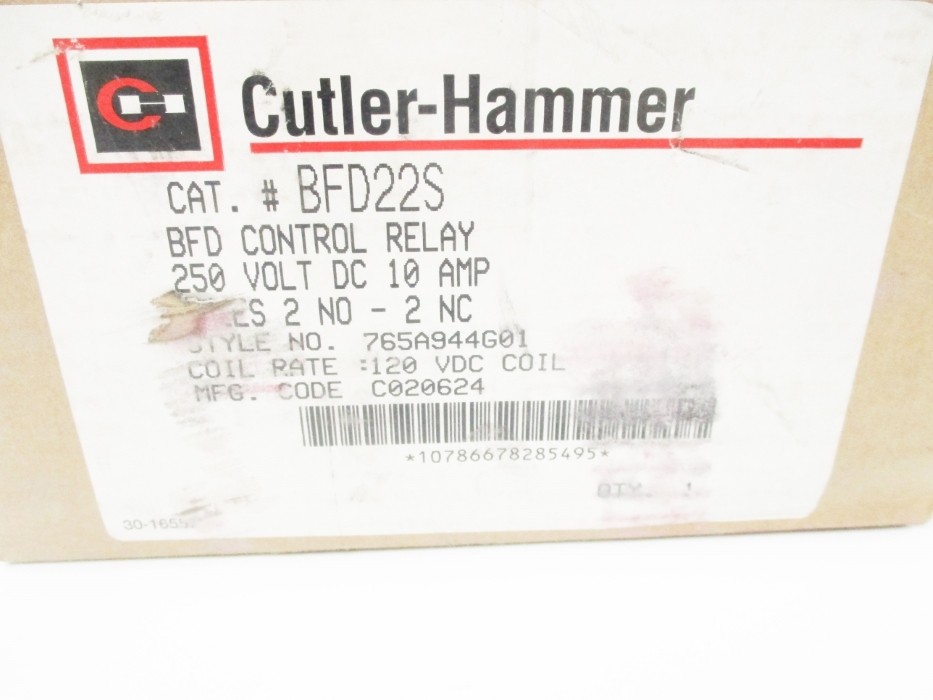 Cutler-Hammer
CAT. # BFD22S
BFD CONTROL RELAY
250 VOLT DC 10 AMP
2 NO - 2 NC
STYLE NO. 765A944G01
COIL RATE :120 VDC COIL
MFG. CODE C020624
*10786678285495*
QTY. 1